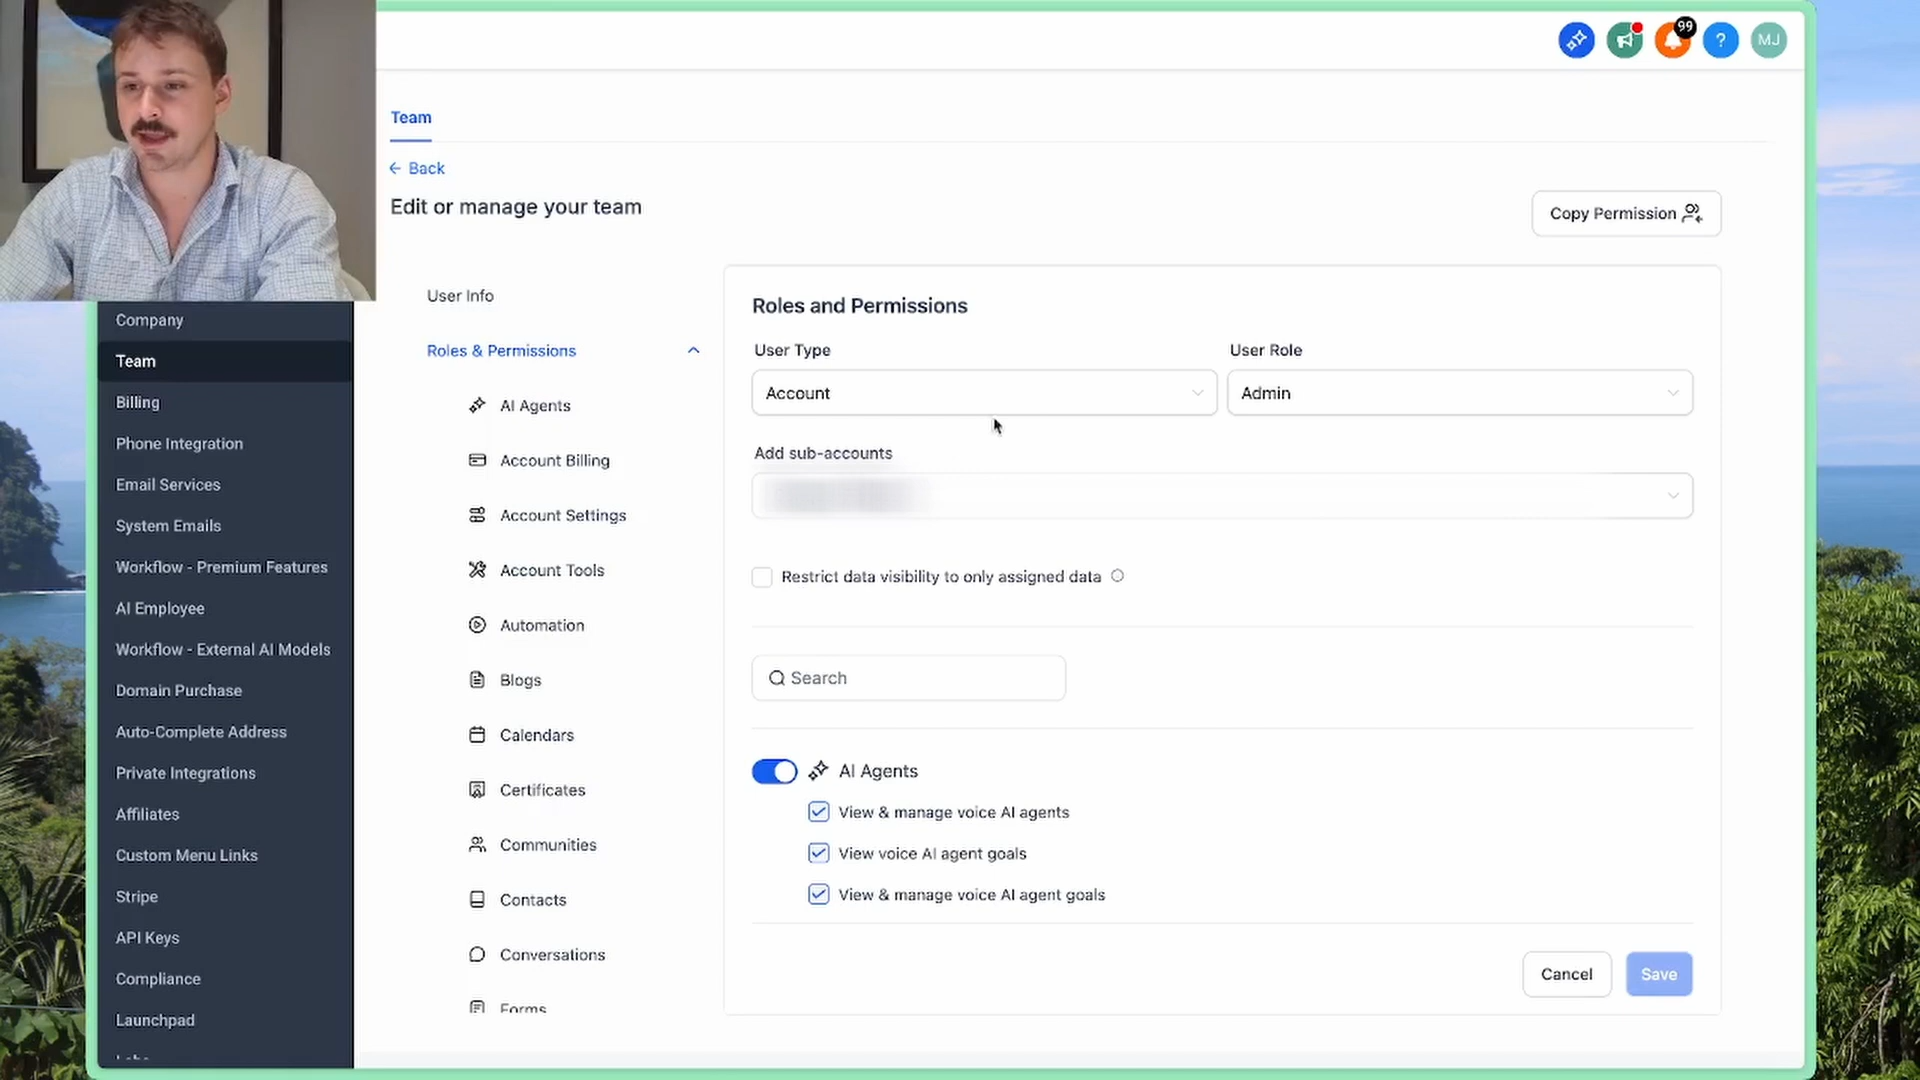 99
?
MJ
Team
← Back
Edit or manage your team
Copy Permission
Company
Team
Billing
Phone Integration
Email Services
System Emails
Workflow - Premium Features
AI Employee
Workflow - External AI Models
Domain Purchase
Auto-Complete Address
Private Integrations
Affiliates
Custom Menu Links
Stripe
API Keys
Compliance
Launchpad
User Info
Roles & Permissions
AI Agents
Account Billing
Account Settings
Account Tools
Automation
Blogs
Calendars
Certificates
Communities
Contacts
Conversations
Forms
Roles and Permissions
User Type
User Role
Account
Admin
Add sub-accounts
Restrict data visibility to only assigned data
Search
AI Agents
View & manage voice AI agents
View voice AI agent goals
View & manage voice AI agent goals
Cancel
Save